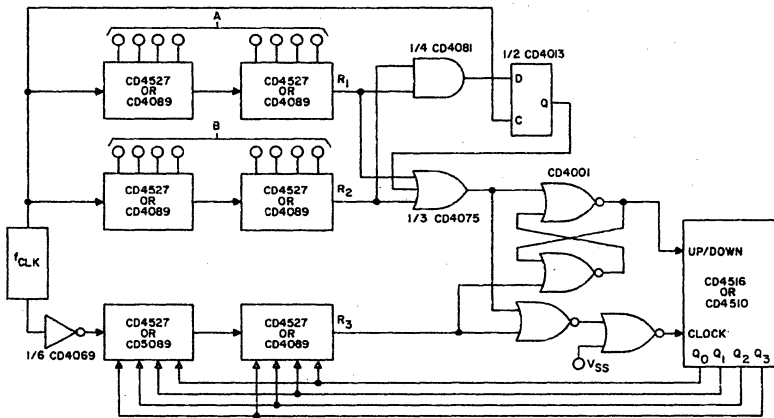 A
1/4 CD4081
1/2 CD4013
CD4527
OR
CD4089
CD4527
OR
CD4089
R1
D
Q
C
B
CD4527
OR
CD4089
CD4527
OR
CD4089
R2
1/3 CD4075
CD4001
fCLK
UP/DOWN
CD4516
OR
CD4510
CLOCK
Q0 Q1 Q2 Q3
1/6 CD4069
CD4527
OR
CD5089
CD4527
OR
CD4089
R3
VSS